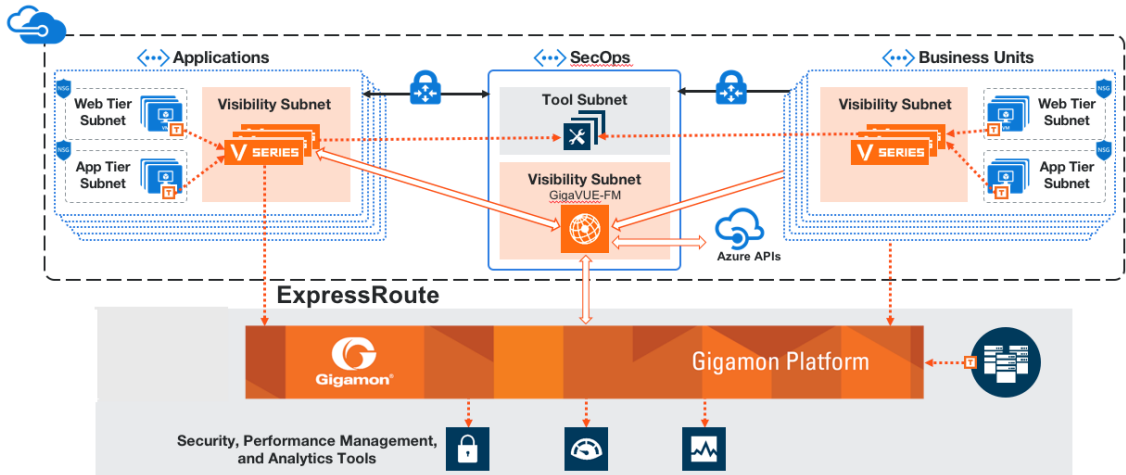 Applications
SecOps
Business Units
NSG
Web Tier
Subnet
VM
T
NSG
App Tier
Subnet
T
Visibility Subnet
V SERIES
Tool Subnet
Visibility Subnet
GigaVUE-FM
Azure APIs
Visibility Subnet
V SERIES
NSG
Web Tier
Subnet
VM
T
NSG
App Tier
Subnet
T
ExpressRoute
Gigamon®
Gigamon Platform
T
Security, Performance Management,
and Analytics Tools